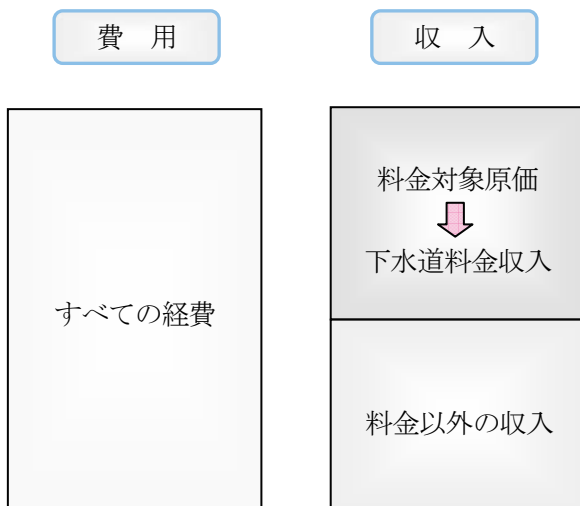 費 用
収 入
すべての経費
料金対象原価
下水道料金収入
料金以外の収入